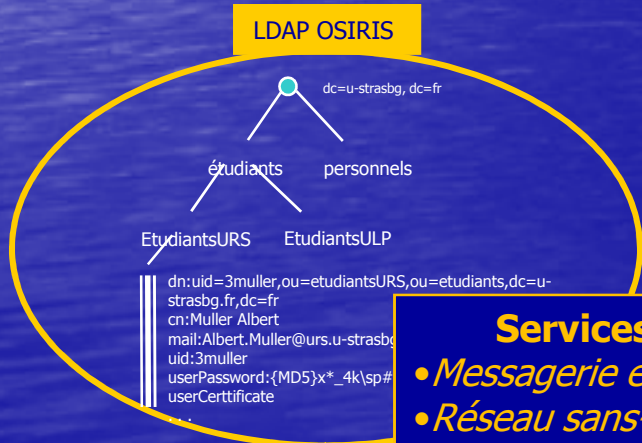 LDAP OSIRIS
dc=u-strasbg, dc=fr
étudiants personnels
EtudiantsURS EtudiantsULP
dn:uid=3muller,ou=etudiantsURS,ou=etudiants,dc=u-
strasbg.fr,dc=fr
cn:Muller Albert
mail:Albert.Muller@urs.u-strasbg
uid:3muller
userPassword:{MD5}x*_4k\sp#
userCerttificate
...
Services
•Messagerie
•Réseau sans-